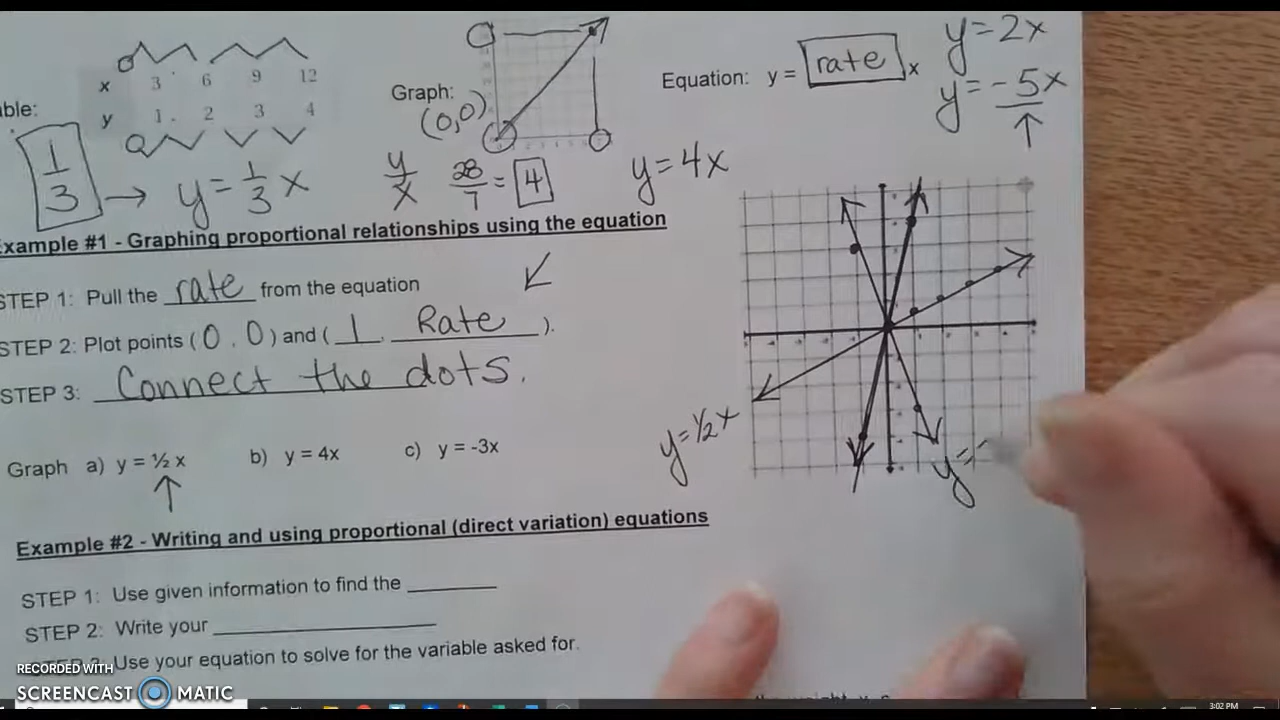 x 3 6 9 12
y 1 2 3 4
1/3 → y = 1/3 x
Graph:
(0,0)
y/x 28/7 = 4
Equation: y = rate x
y = 2x
y = -5x
y = 4x
Example #1 - Graphing proportional relationships using the equation
STEP 1: Pull the rate from the equation
STEP 2: Plot points (0, 0) and (1, Rate).
STEP 3: Connect the dots.
Graph a) y = ½ x b) y = 4x c) y = -3x
y = ½ x
y =
Example #2 - Writing and using proportional (direct variation) equations
STEP 1: Use given information to find the ________
STEP 2: Write your ____________________
Use your equation to solve for the variable asked for.
RECORDED WITH
SCREENCAST MATIC
3:02 PM